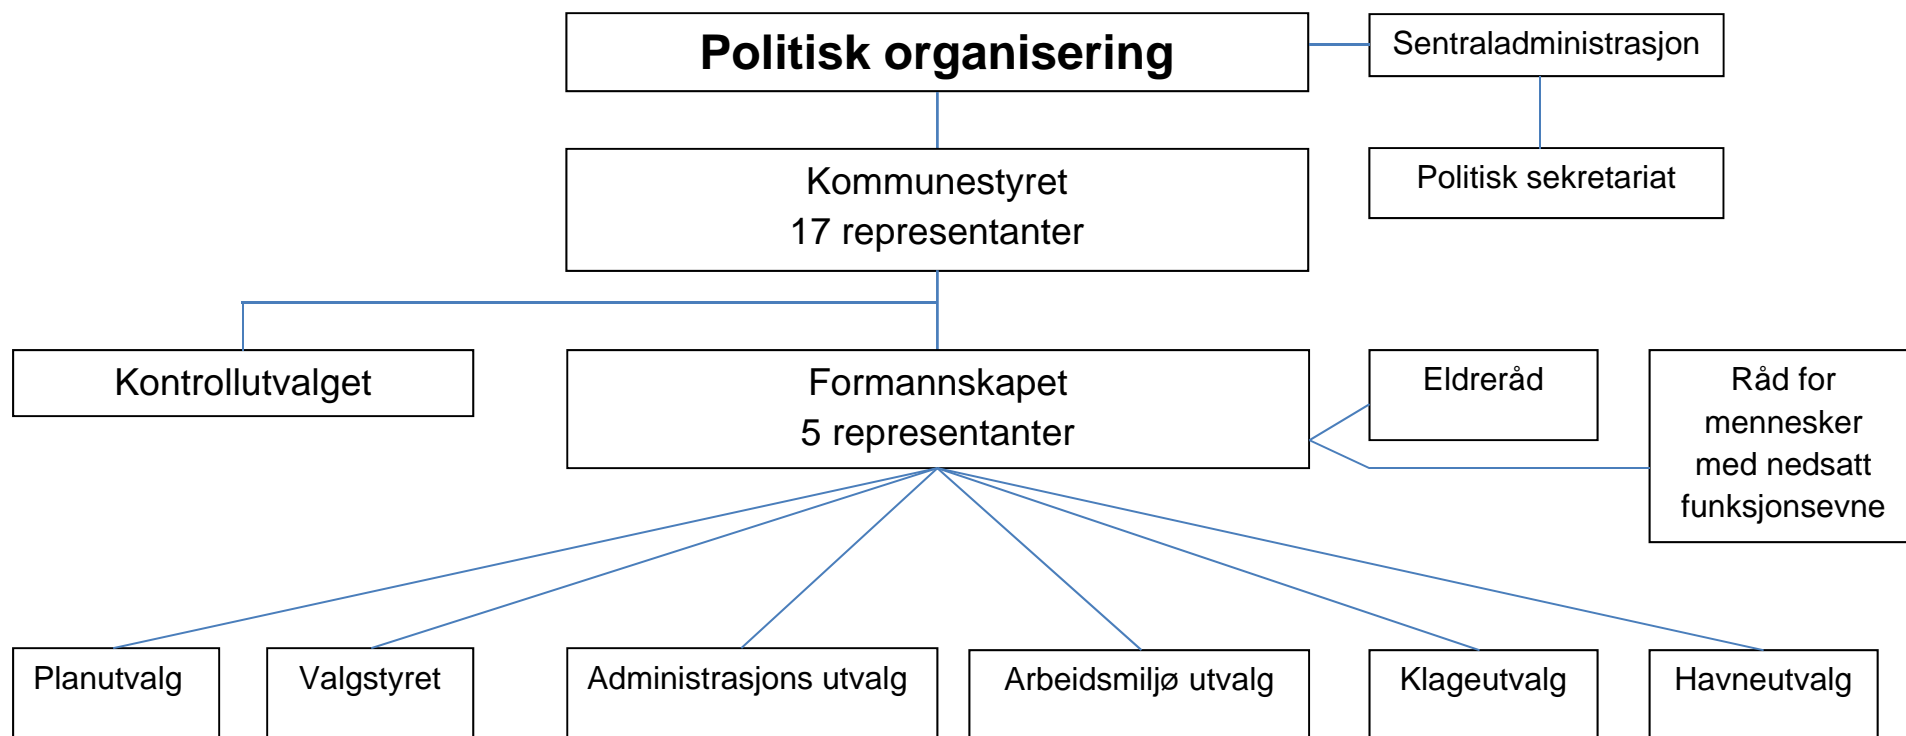 Politisk organisering
Sentraladministrasjon
Kommunestyret
17 representanter
Politisk sekretariat
Kontrollutvalget
Formannskapet
5 representanter
Eldreråd
Råd for
mennesker
med nedsatt
funksjonsevne
Planutvalg
Valgstyret
Administrasjons utvalg
Arbeidsmiljø utvalg
Klageutvalg
Havneutvalg